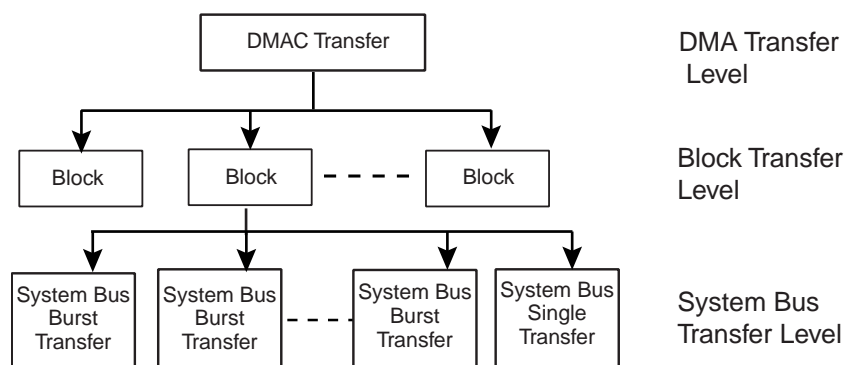 DMAC Transfer
DMA Transfer
Level
Block
Block
Block
Block Transfer
Level
System Bus
Burst
Transfer
System Bus
Burst
Transfer
System Bus
Burst
Transfer
System Bus
Single
Transfer
System Bus
Transfer Level